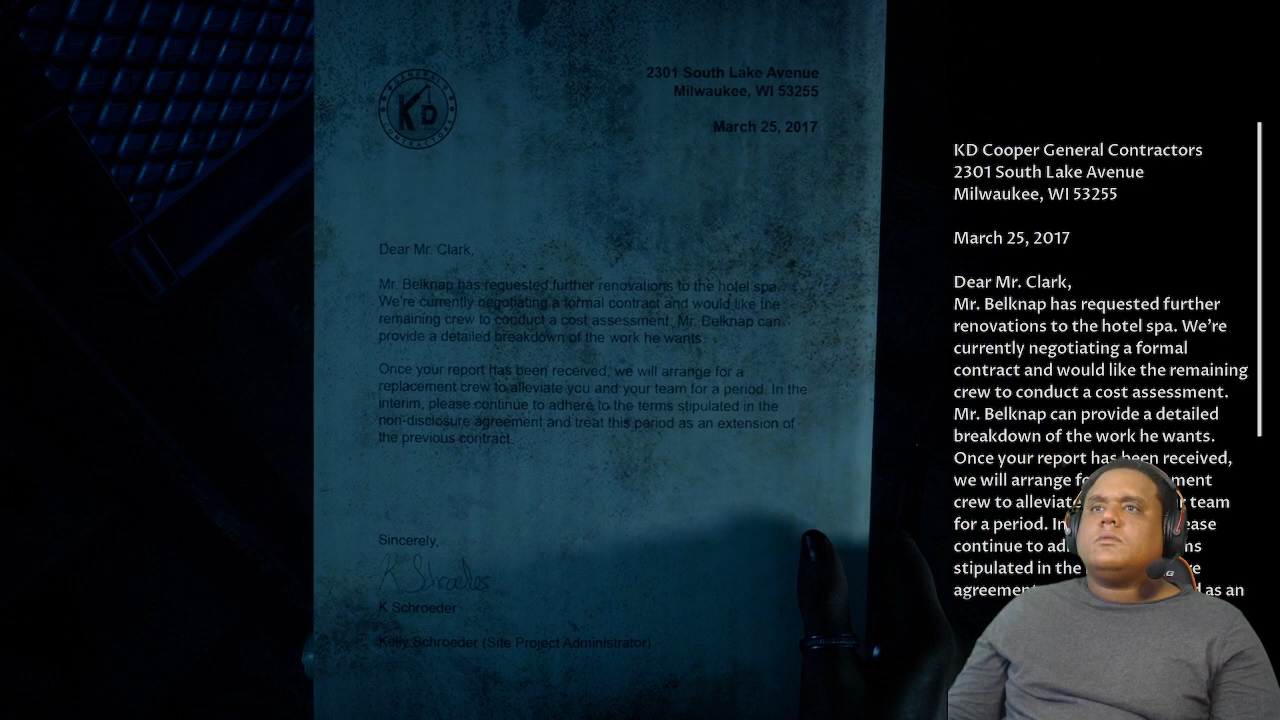 GENERAL
KD
CONTRACTORS
2301 South Lake Avenue
Milwaukee, WI 53255
March 25, 2017
Dear Mr. Clark,
Mr. Belknap has requested further renovations to the hotel spa.
We're currently negotiating a formal contract and would like the
remaining crew to conduct a cost assessment. Mr. Belknap can
provide a detailed breakdown of the work he wants.
Once your report has been received, we will arrange for a
replacement crew to alleviate you and your team for a period. In the
interim, please continue to adhere to the terms stipulated in the
non-disclosure agreement and treat this period as an extension of
the previous contract.
Sincerely,
K Schroeder
K Schroeder
Kelly Schroeder (Site Project Administrator)
KD Cooper General Contractors
2301 South Lake Avenue
Milwaukee, WI 53255
March 25, 2017
Dear Mr. Clark,
Mr. Belknap has requested further
renovations to the hotel spa. We're
currently negotiating a formal
contract and would like the remaining
crew to conduct a cost assessment.
Mr. Belknap can provide a detailed
breakdown of the work he wants.
Once your report has been received,
we will arrange
crew to alleviate team
for a period. In
continue to
stipulated in the
agreement as an